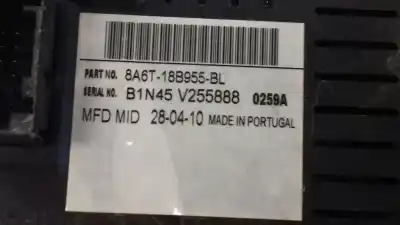 PART NO. 8A6T-18B955-BL
SERIAL NO. B1N45 V255888 0259A
MFD MID 28-04-10 MADE IN PORTUGAL